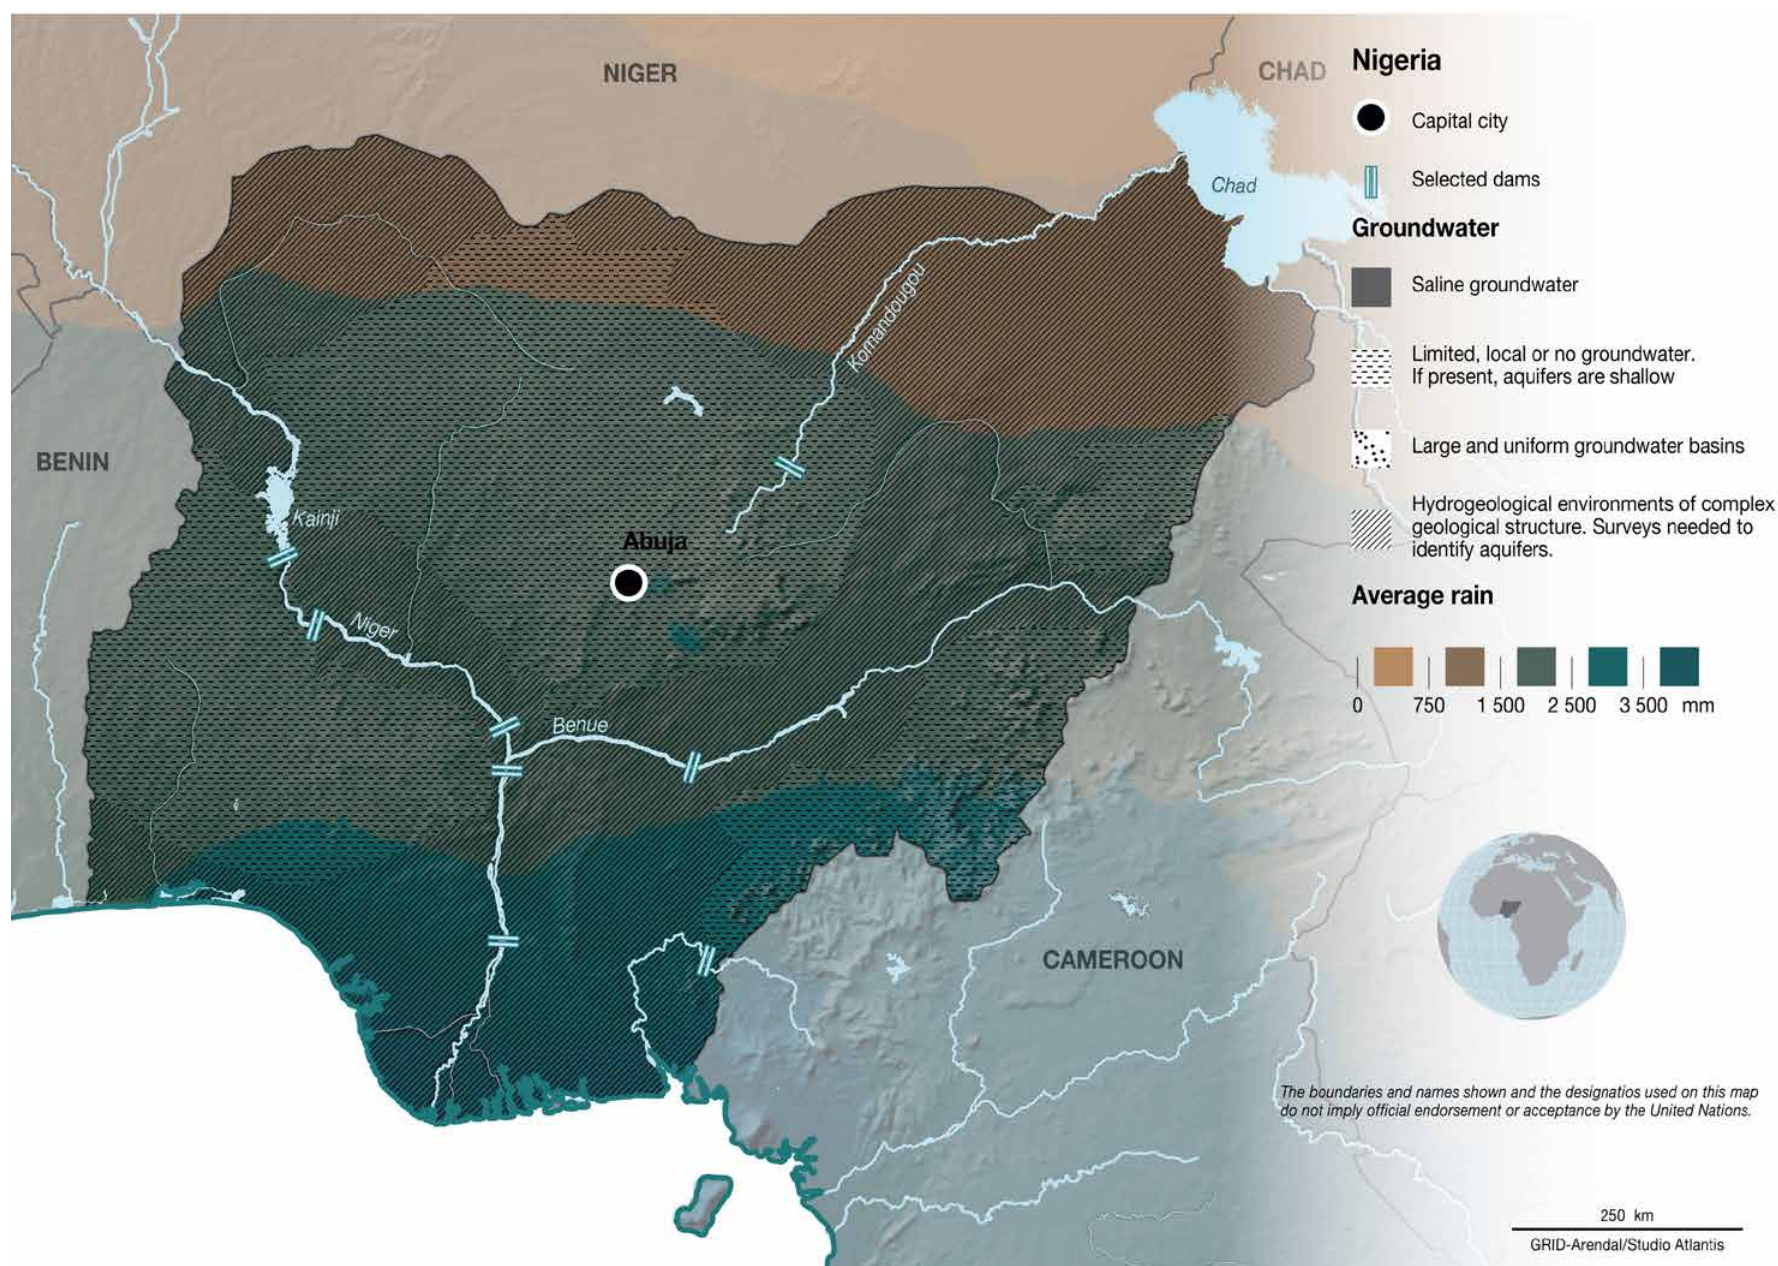 NIGER
CHAD
Chad
Komandougou
BENIN
Kainji
Abuja
Niger
Benue
CAMEROON
Nigeria
Capital city
Selected dams
Groundwater
Saline groundwater
Limited, local or no groundwater.
If present, aquifers are shallow
Large and uniform groundwater basins
Hydrogeological environments of complex
geological structure. Surveys needed to
identify aquifers.
Average rain
0 750 1 500 2 500 3 500 mm
The boundaries and names shown and the designatios used on this map
do not imply official endorsement or acceptance by the United Nations.
250 km
GRID-Arendal/Studio Atlantis